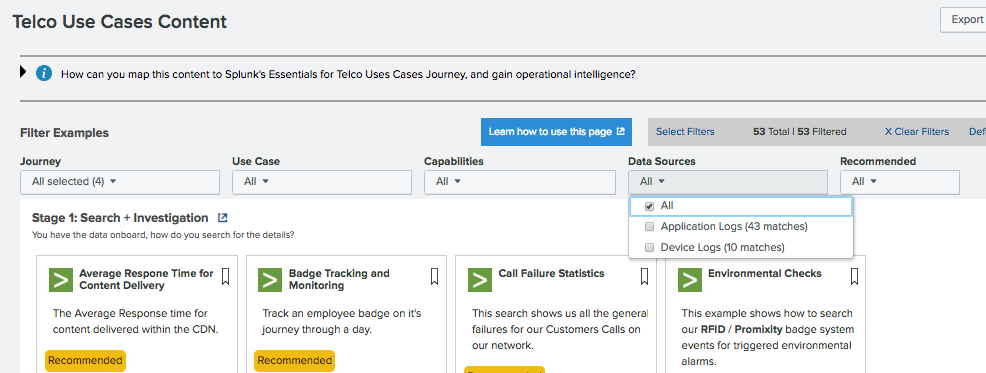 Telco Use Cases Content
Export
How can you map this content to Splunk's Essentials for Telco Uses Cases Journey, and gain operational intelligence?
Filter Examples
Learn how to use this page
Select Filters
53 Total | 53 Filtered
X Clear Filters
Defa
Journey
Use Case
Capabilities
Data Sources
Recommended
All selected (4)
All
All
All
All
All
Application Logs (43 matches)
Device Logs (10 matches)
Stage 1: Search + Investigation
You have the data onboard, how do you search for the details?
Average Respone Time for
Content Delivery
The Average Response time for
content delivered within the CDN.
Recommended
Badge Tracking and
Monitoring
Track an employee badge on it's
journey through a day.
Recommended
Call Failure Statistics
This search shows us all the general
failures for our Customers Calls on
our network.
Environmental Checks
This example shows how to search
our RFID / Promixity badge system
events for triggered environmental
alarms.